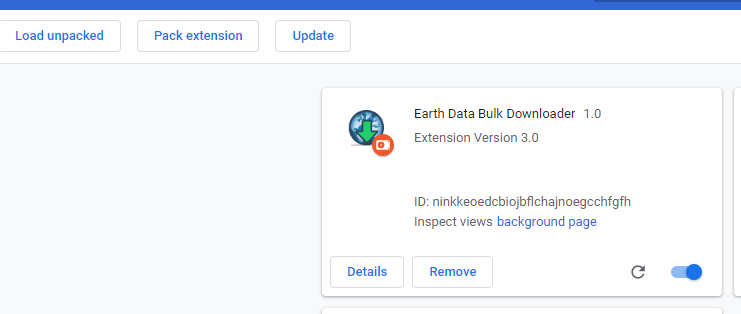 Load unpacked Pack extension Update
Earth Data Bulk Downloader 1.0
Extension Version 3.0
ID: ninkkeoedcbiojbflchajnoegcchfgfh
Inspect views background page
Details Remove